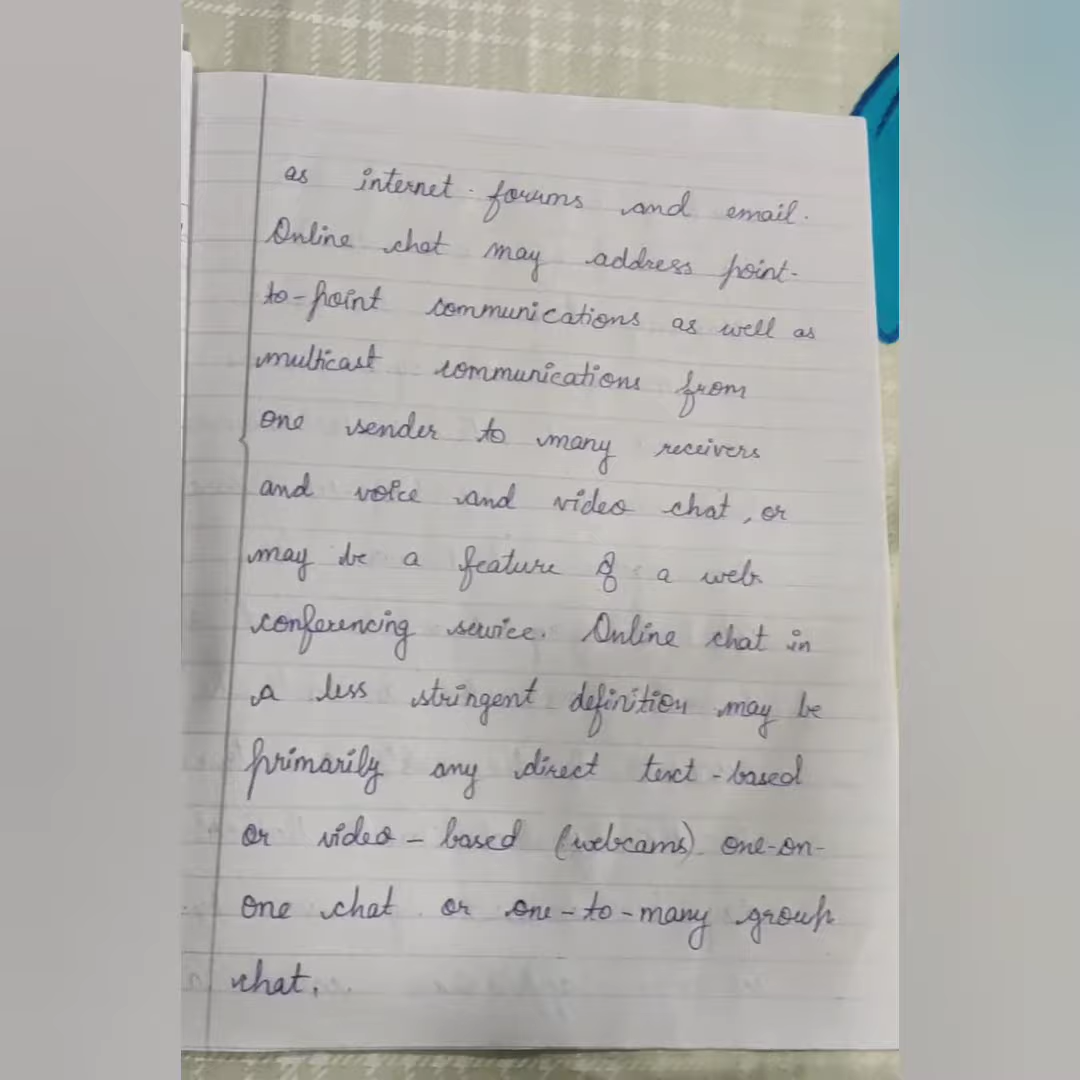 as internet forums and email.
Online chat may address point-
to-point communications as well as
multicast communications from
one sender to many receivers
and voice and video chat, or
may be a feature of a web
conferencing service. Online chat in
a less stringent definition may be
primarily any direct text-based
or video-based (webcams) one-on-
one chat or one-to-many group
chat.